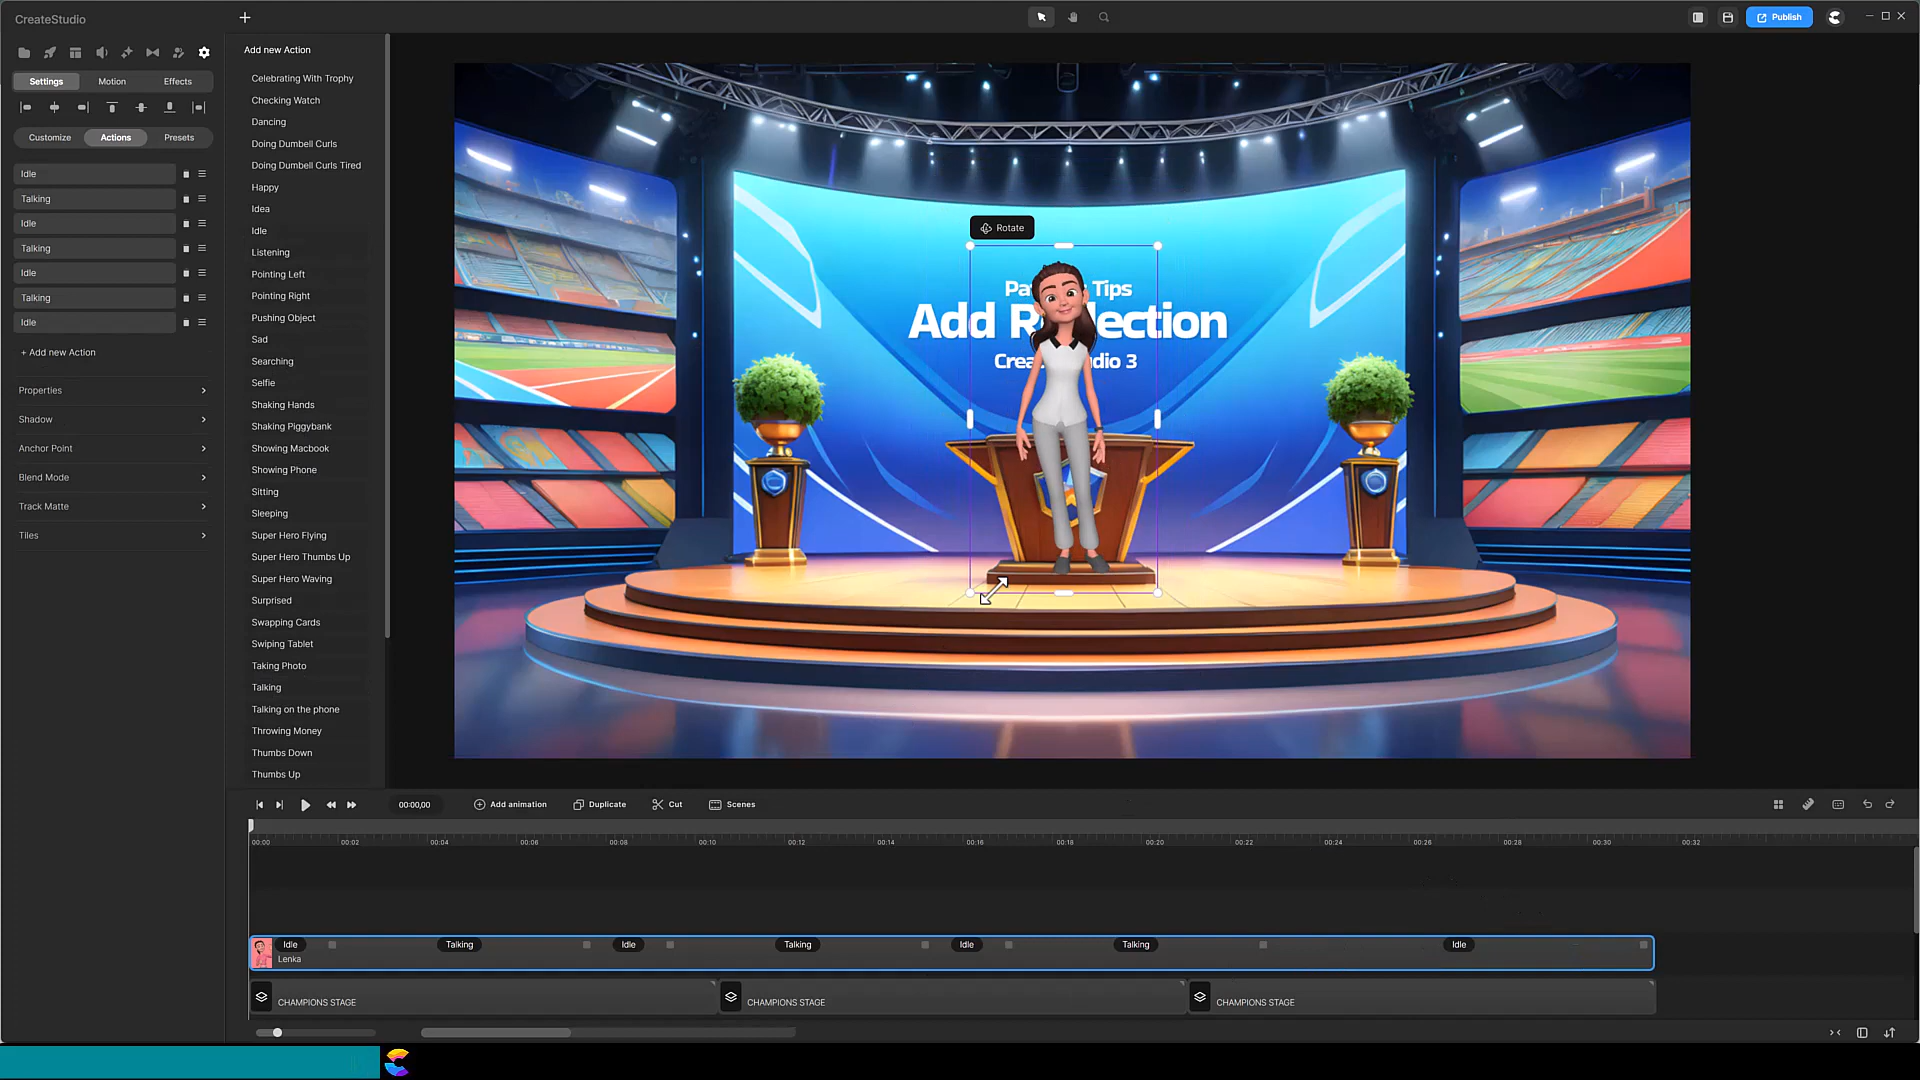 CreateStudio
Publish
Settings Motion Effects
Customize Actions Presets
Idle
Talking
Idle
Talking
Idle
Talking
Idle
+ Add new Action
Properties
Shadow
Anchor Point
Blend Mode
Track Matte
Tiles
Add new Action
Celebrating With Trophy
Checking Watch
Dancing
Doing Dumbell Curls
Doing Dumbell Curls Tired
Happy
Idea
Idle
Listening
Pointing Left
Pointing Right
Pushing Object
Sad
Searching
Selfie
Shaking Hands
Shaking Piggybank
Showing Macbook
Showing Phone
Sitting
Sleeping
Super Hero Flying
Super Hero Thumbs Up
Super Hero Waving
Surprised
Swapping Cards
Swiping Tablet
Taking Photo
Talking
Talking on the phone
Throwing Money
Thumbs Down
Thumbs Up
Rotate
Tips
Add
3
00:00,00 Add animation Duplicate Cut Scenes
00:00 00:02 00:04 00:06 00:08 00:10 00:12 00:14 00:16 00:18 00:20 00:22 00:24 00:26 00:28 00:30 00:32
Idle Talking Idle Talking Idle Talking Idle
Lenka
CHAMPIONS STAGE CHAMPIONS STAGE CHAMPIONS STAGE